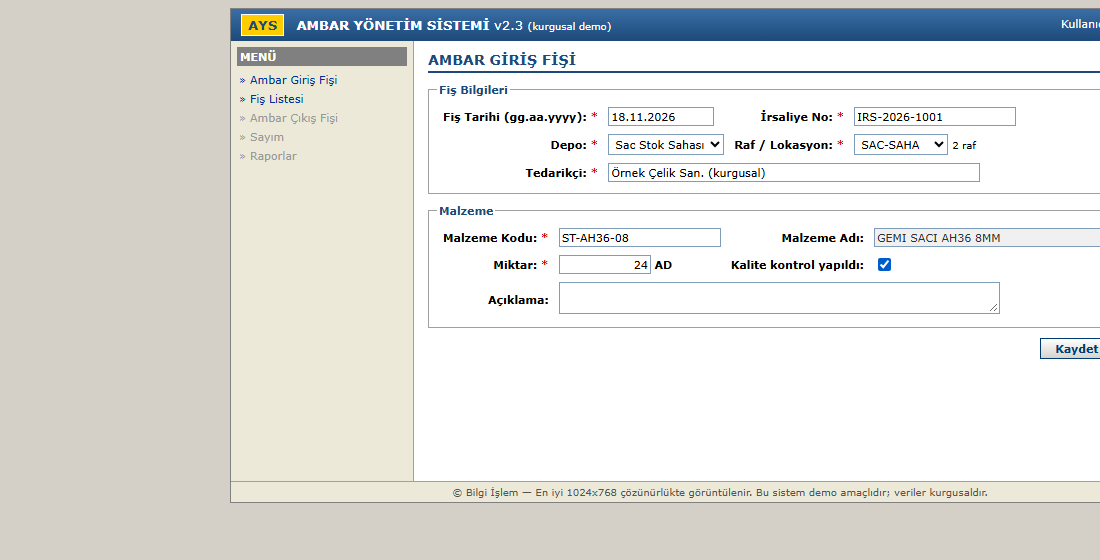 AYS AMBAR YÖNETİM SİSTEMİ v2.3 (kurgusal demo)
MENÜ
» Ambar Giriş Fişi
» Fiş Listesi
» Ambar Çıkış Fişi
» Sayım
» Raporlar
AMBAR GİRİŞ FİŞİ
Fiş Bilgileri
Fiş Tarihi (gg.aa.yyyy): * 18.11.2026 İrsaliye No: * IRS-2026-1001
Depo: * Sac Stok Sahası Raf / Lokasyon: * SAC-SAHA 2 raf
Tedarikçi: * Örnek Çelik San. (kurgusal)
Malzeme
Malzeme Kodu: * ST-AH36-08 Malzeme Adı: GEMI SACI AH36 8MM
Miktar: * 24 AD Kalite kontrol yapıldı:
Açıklama:
Kaydet
© Bilgi İşlem — En iyi 1024x768 çözünürlükte görüntülenir. Bu sistem demo amaçlıdır; veriler kurgusaldır.